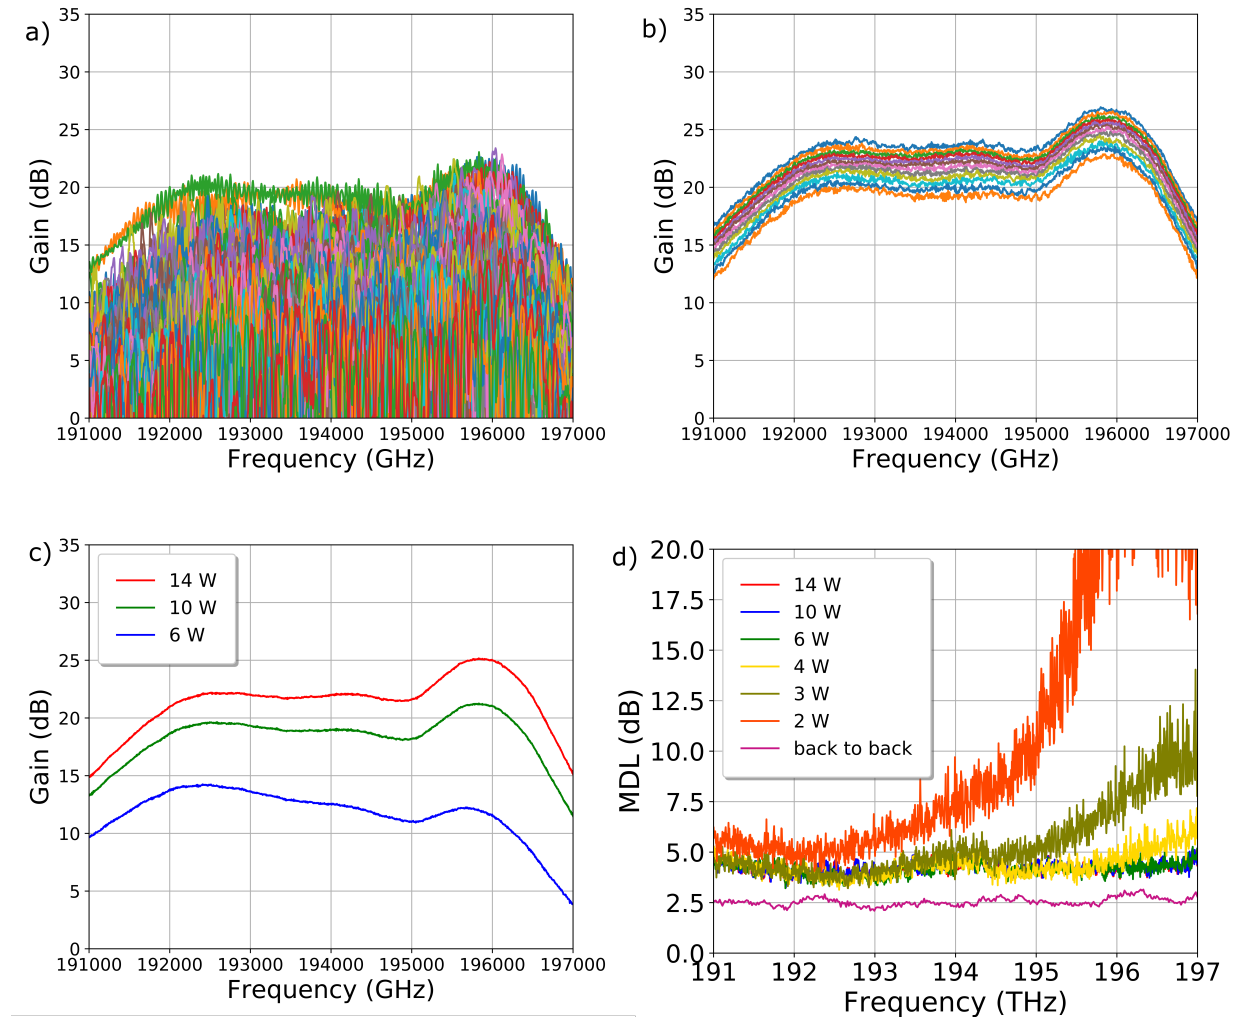 a)
35
30
25
20
15
10
5
0
Gain (dB)
191000 192000 193000 194000 195000 196000 197000
Frequency (GHz)
b)
35
30
25
20
15
10
5
0
Gain (dB)
191000 192000 193000 194000 195000 196000 197000
Frequency (GHz)
c)
35
30
25
20
15
10
5
0
Gain (dB)
14 W
10 W
6 W
191000 192000 193000 194000 195000 196000 197000
Frequency (GHz)
d)
20.0
17.5
15.0
12.5
10.0
7.5
5.0
2.5
0.0
MDL (dB)
14 W
10 W
6 W
4 W
3 W
2 W
back to back
191 192 193 194 195 196 197
Frequency (THz)